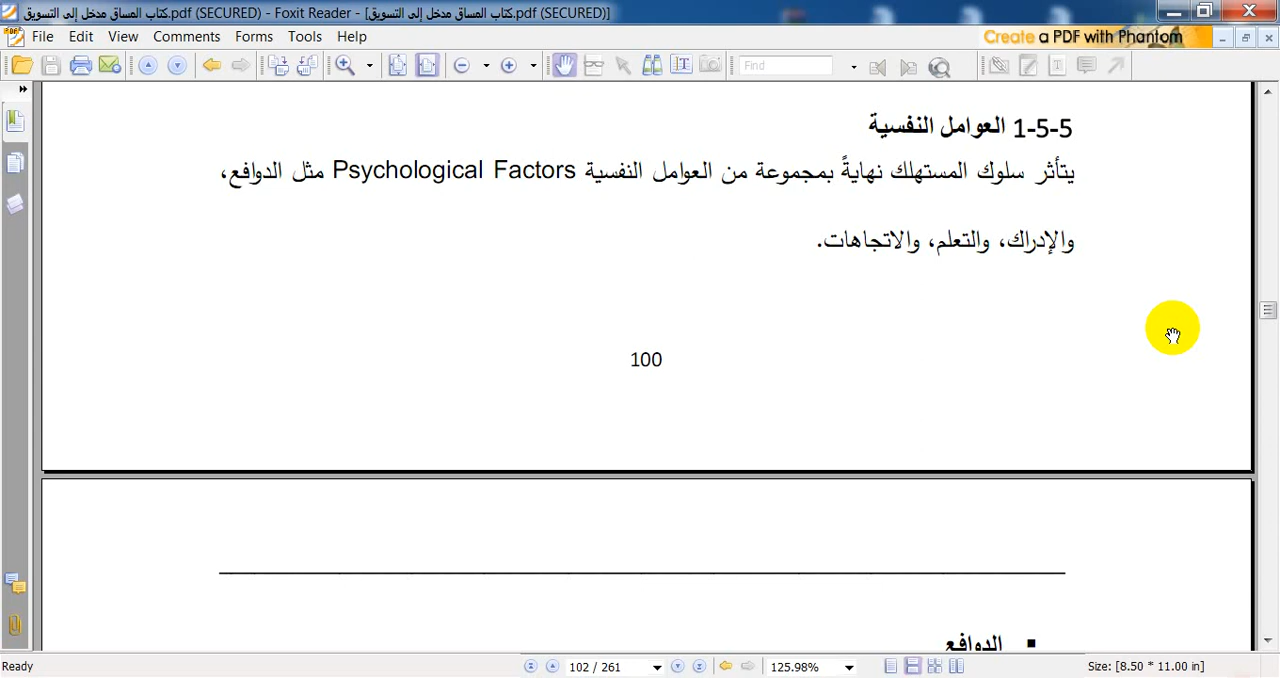 كتاب المساق مدخل إلى التسويق.pdf (SECURED) - Foxit Reader - [كتاب المساق مدخل إلى التسويق.pdf (SECURED)]
File Edit View Comments Forms Tools Help
Create a PDF with Phantom
Find
1-5-5 العوامل النفسية
يتأثر سلوك المستهلك نهايةً بمجموعة من العوامل النفسية Psychological Factors مثل الدوافع،
والإدراك، والتعلم، والاتجاهات.
100
▪ الدوافع
Ready
102 / 261
125.98%
Size: [8.50 * 11.00 in]